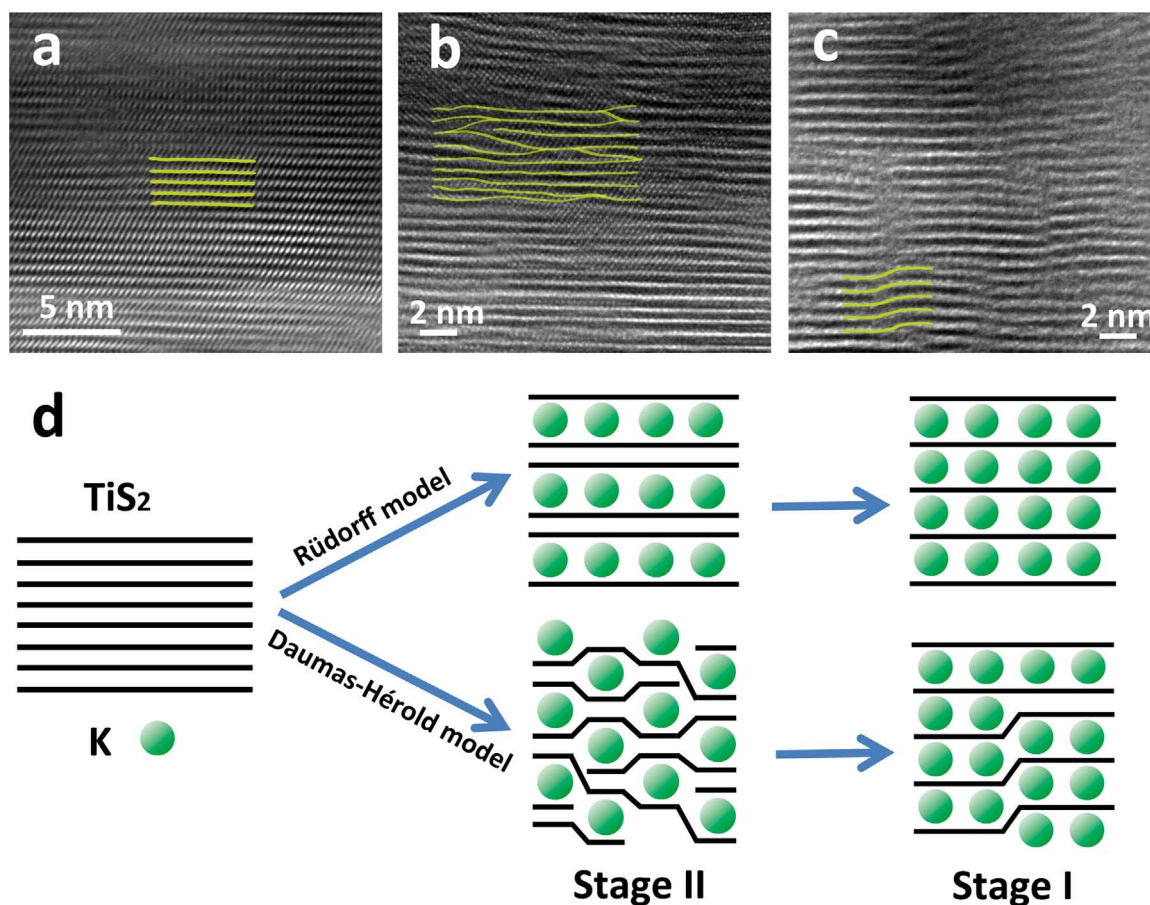 a
b
c
5 nm
2 nm
2 nm
d
TiS₂
K
Rüdorff model
Daumas-Hérold model
Stage II
Stage I